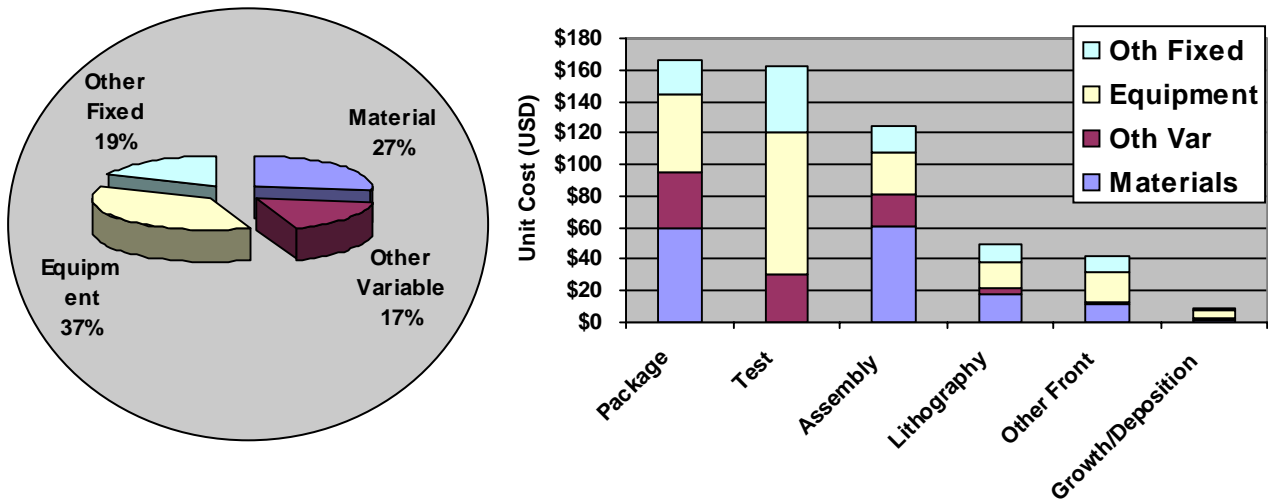 Other
Fixed
19%
Material
27%
Equipm
ent
37%
Other
Variable
17%
Unit Cost (USD)
$180
$160
$140
$120
$100
$80
$60
$40
$20
$0
Oth Fixed
Equipment
Oth Var
Materials
Package
Test
Assembly
Lithography
Other Front
Growth/Deposition